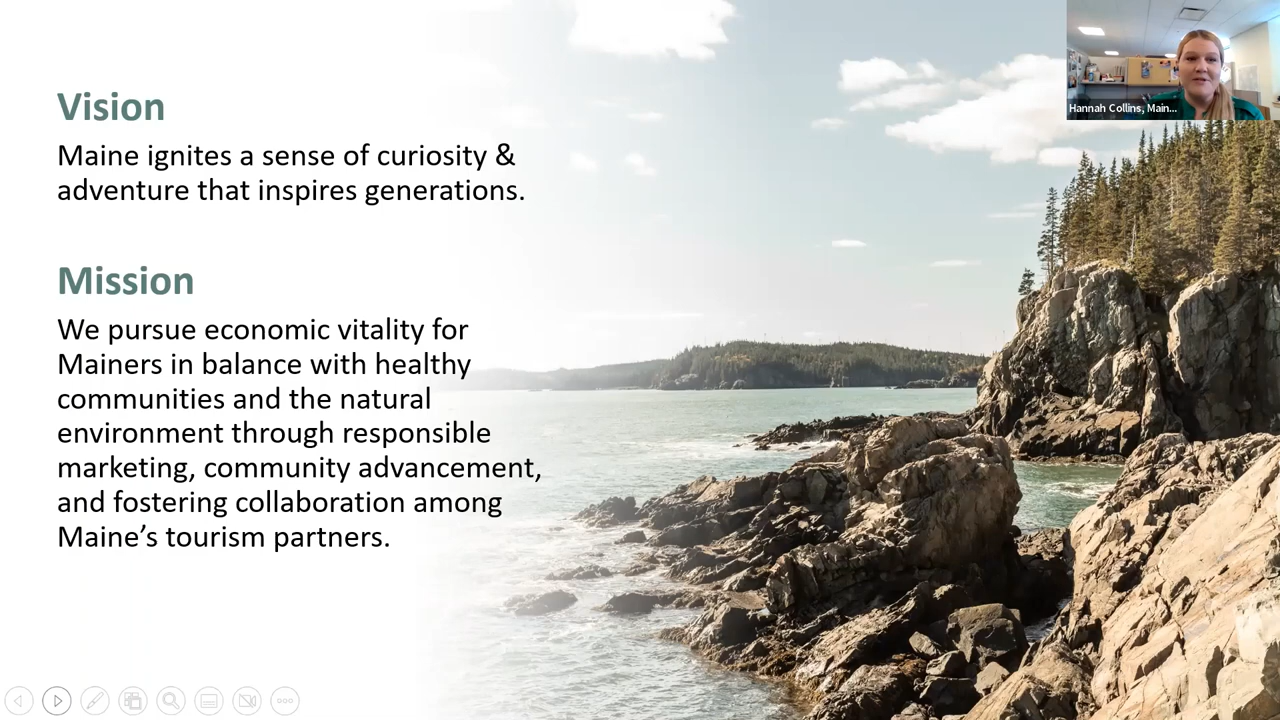 Vision
Maine ignites a sense of curiosity &
adventure that inspires generations.
Mission
We pursue economic vitality for
Mainers in balance with healthy
communities and the natural
environment through responsible
marketing, community advancement,
and fostering collaboration among
Maine’s tourism partners.
Hannah Collins, Main...